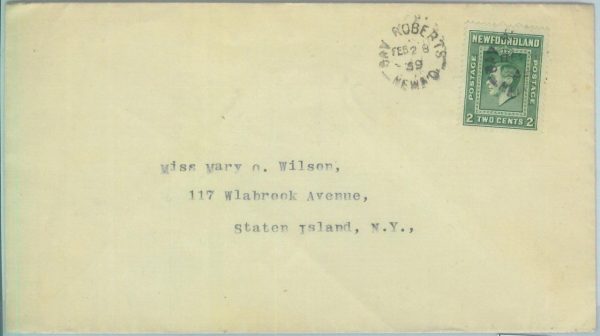 BAY ROBERTS
FEB 28
39
NEWF'D
NEWFOUNDLAND
POSTAGE
POSTAGE
2 TWO CENTS 2
Miss Mary O. Wilson,
117 Wlabrook Avenue,
Staten Island, N.Y.,